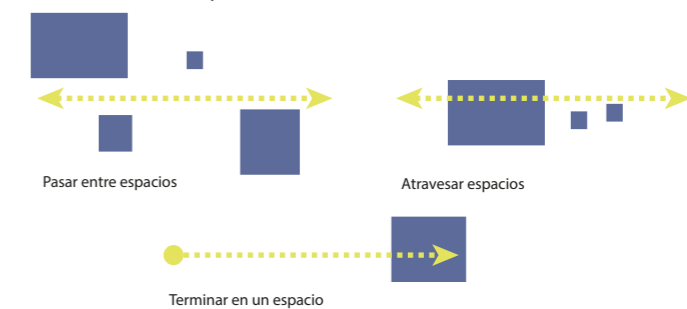 Pasar entre espacios
Atravesar espacios
Terminar en un espacio